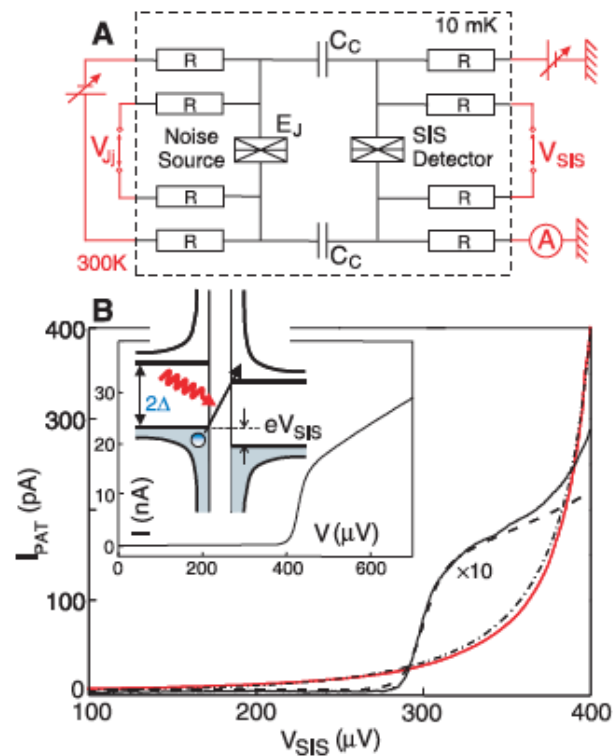 A
10 mK
C_C
R
R
R
R
Noise
Source
E_J
SIS
Detector
V_Jj
V_SIS
R
R
R
R
A
300K
C_C
B
400
300
100
0
I_PAT (pA)
30
20
10
0
I (nA)
2Δ
eV_SIS
V(μV)
0
200
400
600
×10
100
200
300
400
V_SIS (μV)